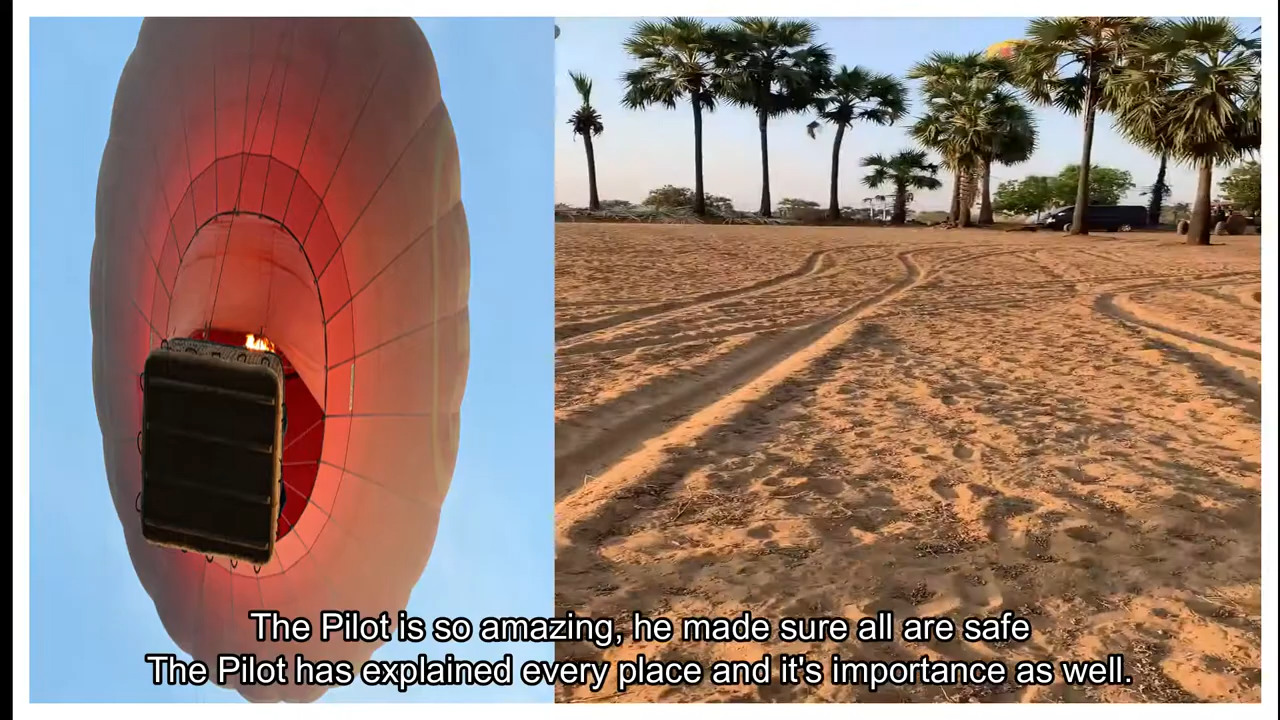 The Pilot is so amazing, he made sure all are safe
The Pilot has explained every place and it's importance as well.